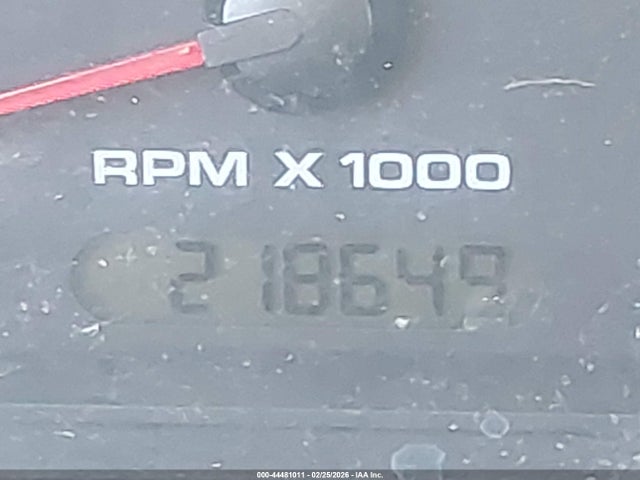 RPM X 1000
218649
000-44481011 - 02/25/2026 - IAA Inc.